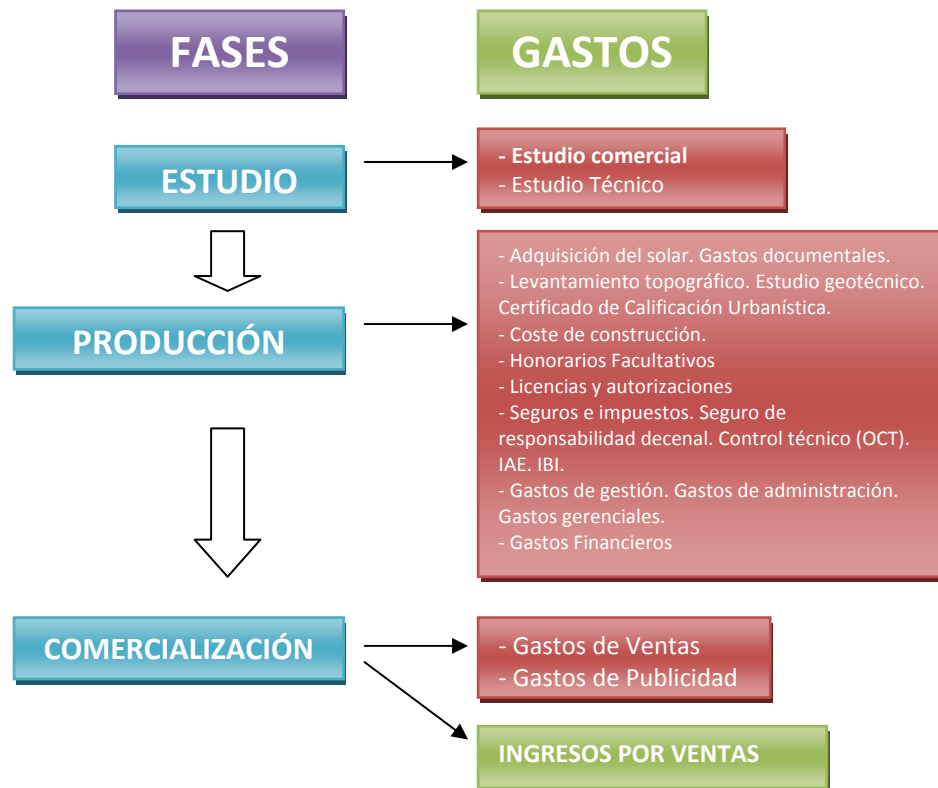 FASES
GASTOS
ESTUDIO
- Estudio comercial
- Estudio Técnico
PRODUCCIÓN
- Adquisición del solar. Gastos documentales.
- Levantamiento topográfico. Estudio geotécnico.
Certificado de Calificación Urbanística.
- Coste de construcción.
- Honorarios Facultativos
- Licencias y autorizaciones
- Seguros e impuestos. Seguro de
responsabilidad decenal. Control técnico (OCT).
IAE. IBI.
- Gastos de gestión. Gastos de administración.
Gastos gerenciales.
- Gastos Financieros
COMERCIALIZACIÓN
- Gastos de Ventas
- Gastos de Publicidad
INGRESOS POR VENTAS